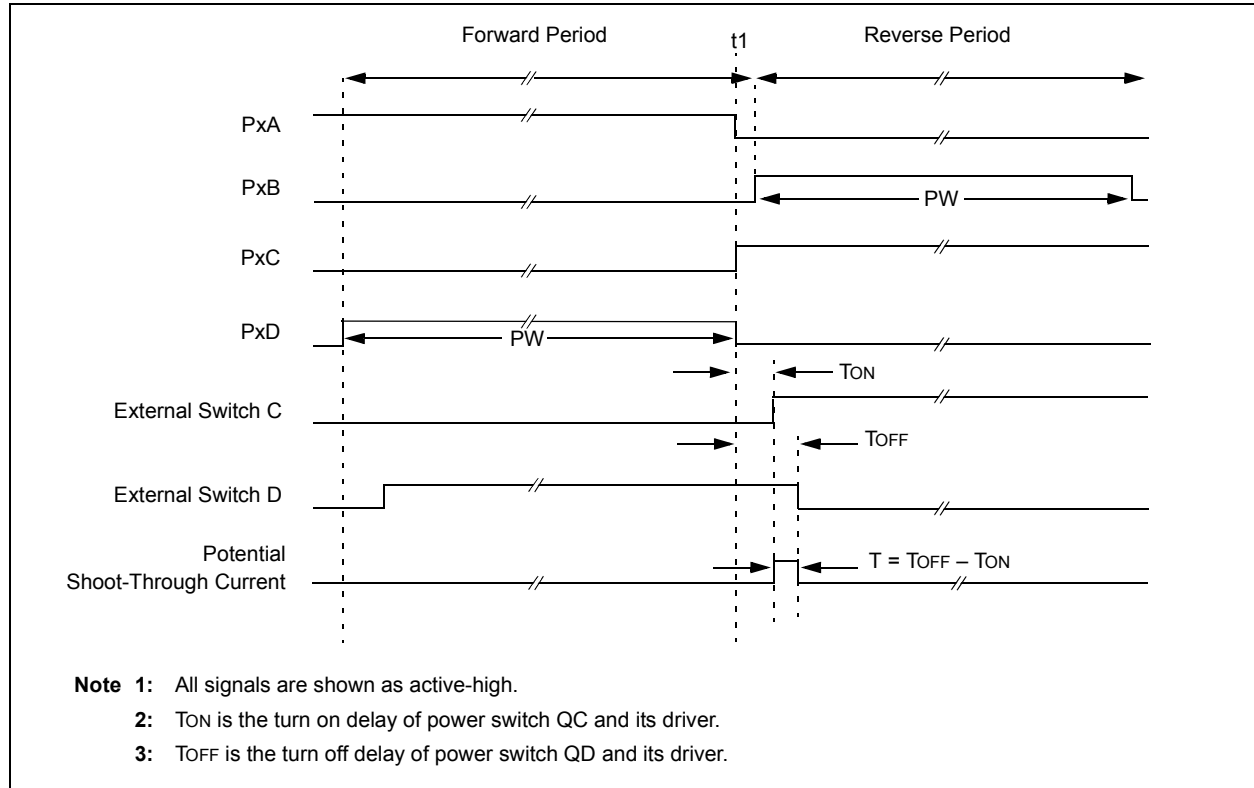 Forward Period
t1
Reverse Period
PxA
PxB
PW
PxC
PxD
PW
TON
External Switch C
TOFF
External Switch D
Potential
Shoot-Through Current
T = TOFF – TON
Note 1: All signals are shown as active-high.
2: TON is the turn on delay of power switch QC and its driver.
3: TOFF is the turn off delay of power switch QD and its driver.